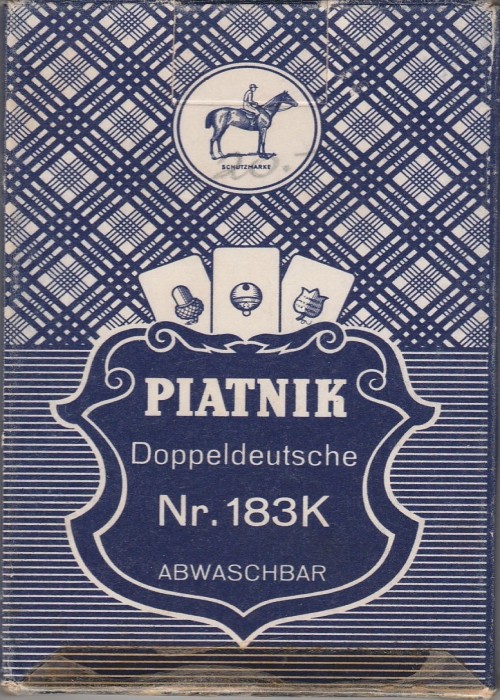 SCHUTZMARKE
PIATNIK
Doppeldeutsche
Nr. 183K
ABWASCHBAR